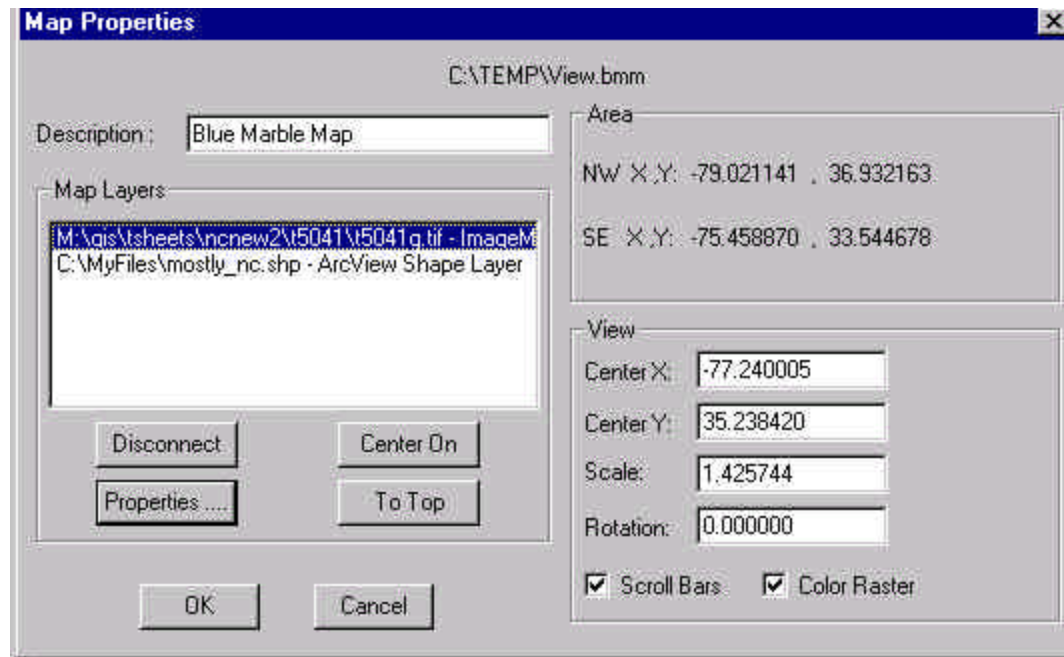 Map Properties
C:\TEMP\View.bmm
Description : Blue Marble Map
Map Layers
M:\gis\tsheets\ncnew2\t5041\t5041g.tif - ImageM
C:\MyFiles\mostly_nc.shp - ArcView Shape Layer
Disconnect
Center On
Properties ....
To Top
OK
Cancel
Area
NW X,Y: -79.021141 , 36.932163
SE X,Y: -75.458870 , 33.544678
View
Center X: -77.240005
Center Y: 35.238420
Scale: 1.425744
Rotation: 0.000000
Scroll Bars
Color Raster